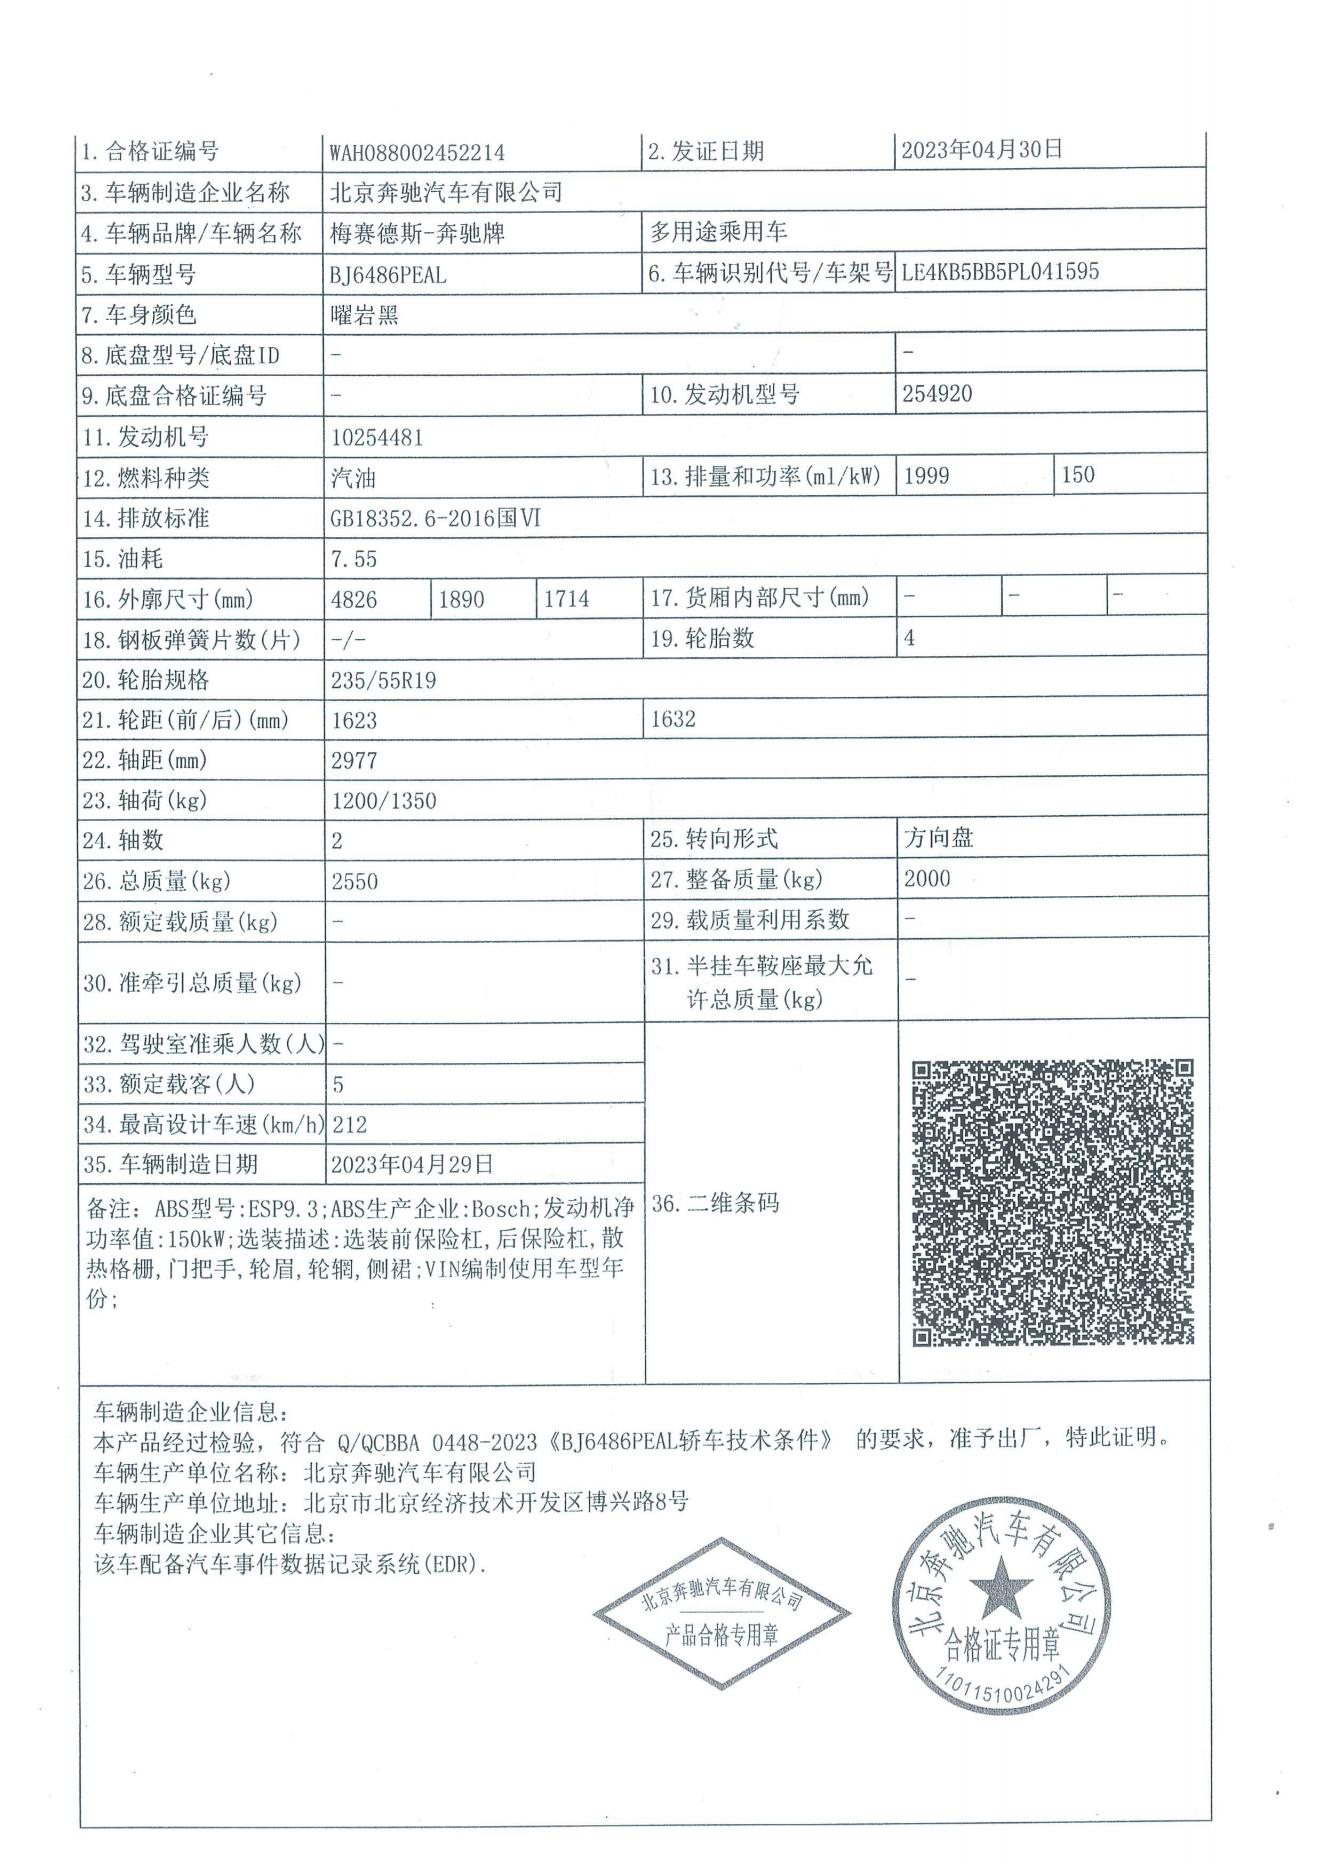 1.合格证编号 WAH088002452214 2.发证日期 2023年04月30日
3.车辆制造企业名称 北京奔驰汽车有限公司
4.车辆品牌/车辆名称 梅赛德斯-奔驰牌 多用途乘用车
5.车辆型号 BJ6486PEAL 6.车辆识别代号/车架号 LE4KB5BB5PL041595
7.车身颜色 曜岩黑
8.底盘型号/底盘ID - -
9.底盘合格证编号 - 10.发动机型号 254920
11.发动机号 10254481
12.燃料种类 汽油 13.排量和功率(ml/kW) 1999 150
14.排放标准 GB18352.6-2016国Ⅵ
15.油耗 7.55
16.外廓尺寸(mm) 4826 1890 1714 17.货厢内部尺寸(mm) - - -
18.钢板弹簧片数(片) -/- 19.轮胎数 4
20.轮胎规格 235/55R19
21.轮距(前/后)(mm) 1623 1632
22.轴距(mm) 2977
23.轴荷(kg) 1200/1350
24.轴数 2 25.转向形式 方向盘
26.总质量(kg) 2550 27.整备质量(kg) 2000
28.额定载质量(kg) - 29.载质量利用系数 -
30.准牵引总质量(kg) - 31.半挂车鞍座最大允
许总质量(kg) -
32.驾驶室准乘人数(人) -
33.额定载客(人) 5
34.最高设计车速(km/h) 212
35.车辆制造日期 2023年04月29日
36.二维条码
备注：ABS型号:ESP9.3;ABS生产企业:Bosch;发动机净
功率值:150kW;选装描述:选装前保险杠,后保险杠,散
热格栅,门把手,轮眉,轮辋,侧裙;VIN编制使用车型年
份;
车辆制造企业信息：
本产品经过检验，符合 Q/QCBBA 0448-2023《BJ6486PEAL轿车技术条件》 的要求，准予出厂，特此证明。
车辆生产单位名称：北京奔驰汽车有限公司
车辆生产单位地址：北京市北京经济技术开发区博兴路8号
车辆制造企业其它信息：
该车配备汽车事件数据记录系统(EDR).
北京奔驰汽车有限公司
产品合格专用章
北京奔驰汽车有限公司
合格证专用章
11011510024291